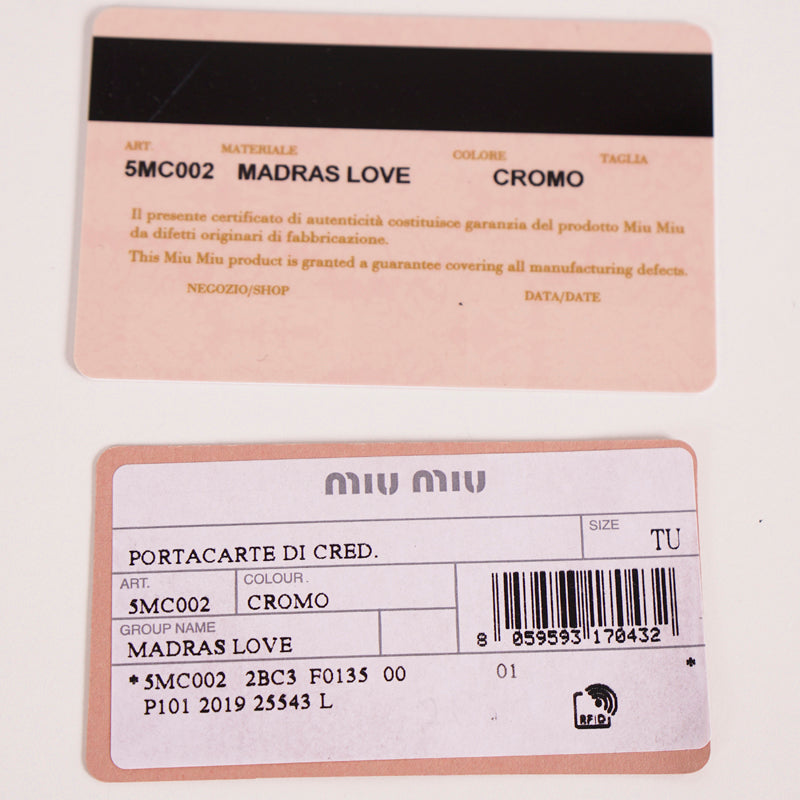 ART. MATERIALE COLORE TAGLIA
5MC002 MADRAS LOVE CROMO
Il presente certificato di autenticità costituisce garanzia del prodotto Miu Miu
da difetti originari di fabbricazione.
This Miu Miu product is granted a guarantee covering all manufacturing defects.
NEGOZIO/SHOP DATA/DATE
miu miu
PORTACARTE DI CRED. SIZE TU
ART. COLOUR.
5MC002 CROMO
GROUP NAME
MADRAS LOVE
8 059593 170432
*5MC002 2BC3 F0135 00 01 *
P101 2019 25543 L
RFID